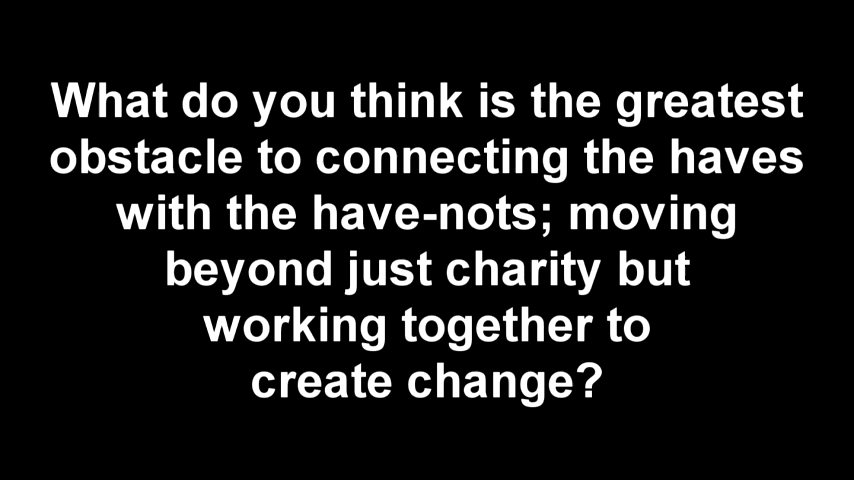 What do you think is the greatest
obstacle to connecting the haves
with the have-nots; moving
beyond just charity but
working together to
create change?